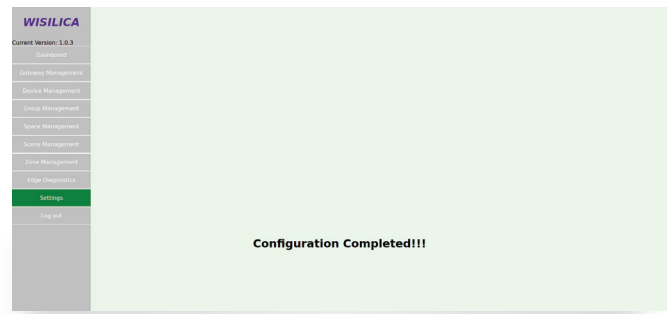 WISILICA
Current Version: 1.0.3
Dashboard
Gateway Management
Device Management
Group Management
Space Management
Scene Management
Zone Management
Edge Diagnostics
Settings
Log out
Configuration Completed!!!